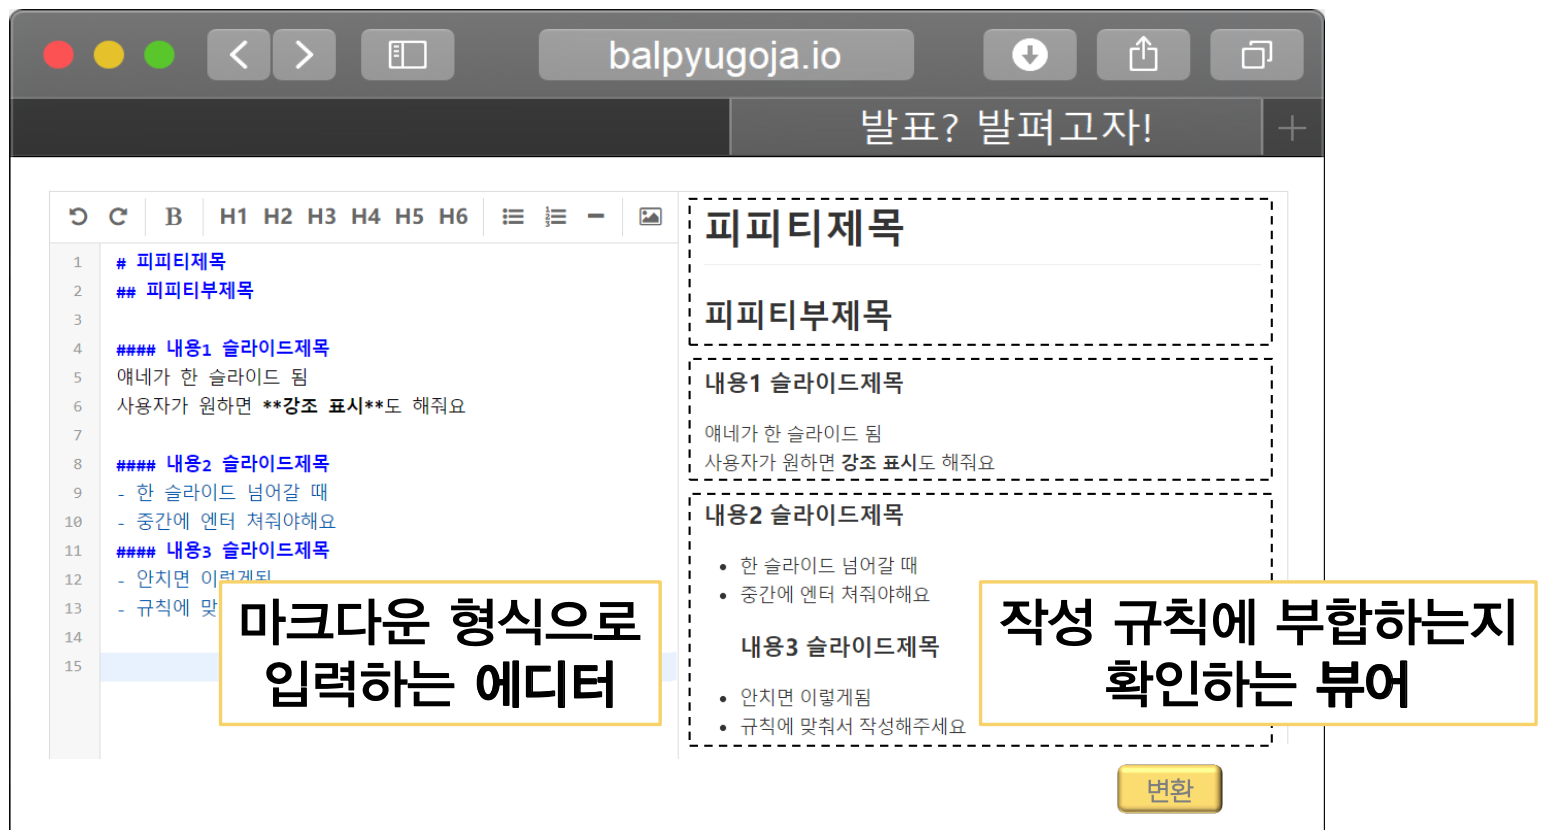 balpyugoja.io
발표? 발펴고자!
B H1 H2 H3 H4 H5 H6
1 # 피피티제목
2 ## 피피티부제목
3
4 #### 내용1 슬라이드제목
5 얘네가 한 슬라이드 됨
6 사용자가 원하면 **강조 표시**도 해줘요
7
8 #### 내용2 슬라이드제목
9 - 한 슬라이드 넘어갈 때
10 - 중간에 엔터 쳐줘야해요
11 #### 내용3 슬라이드제목
12 - 안치면 이렇게됨
13 - 규칙에 맞
14
15
마크다운 형식으로
입력하는 에디터
피피티제목
피피티부제목
내용1 슬라이드제목
얘네가 한 슬라이드 됨
사용자가 원하면 강조 표시도 해줘요
내용2 슬라이드제목
• 한 슬라이드 넘어갈 때
• 중간에 엔터 쳐줘야해요
내용3 슬라이드제목
• 안치면 이렇게됨
• 규칙에 맞춰서 작성해주세요
작성 규칙에 부합하는지
확인하는 뷰어
변환